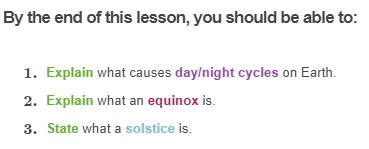 By the end of this lesson, you should be able to:
1. Explain what causes day/night cycles on Earth.
2. Explain what an equinox is.
3. State what a solstice is.